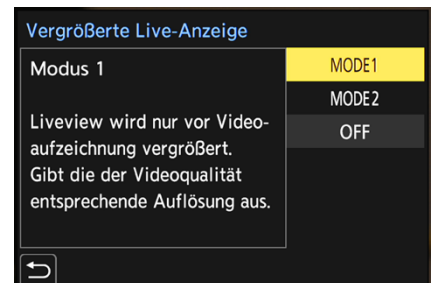 Vergrößerte Live-Anzeige
Modus 1
MODE1
MODE2
OFF
Liveview wird nur vor Video-
aufzeichnung vergrößert.
Gibt die der Videoqualität
entsprechende Auflösung aus.